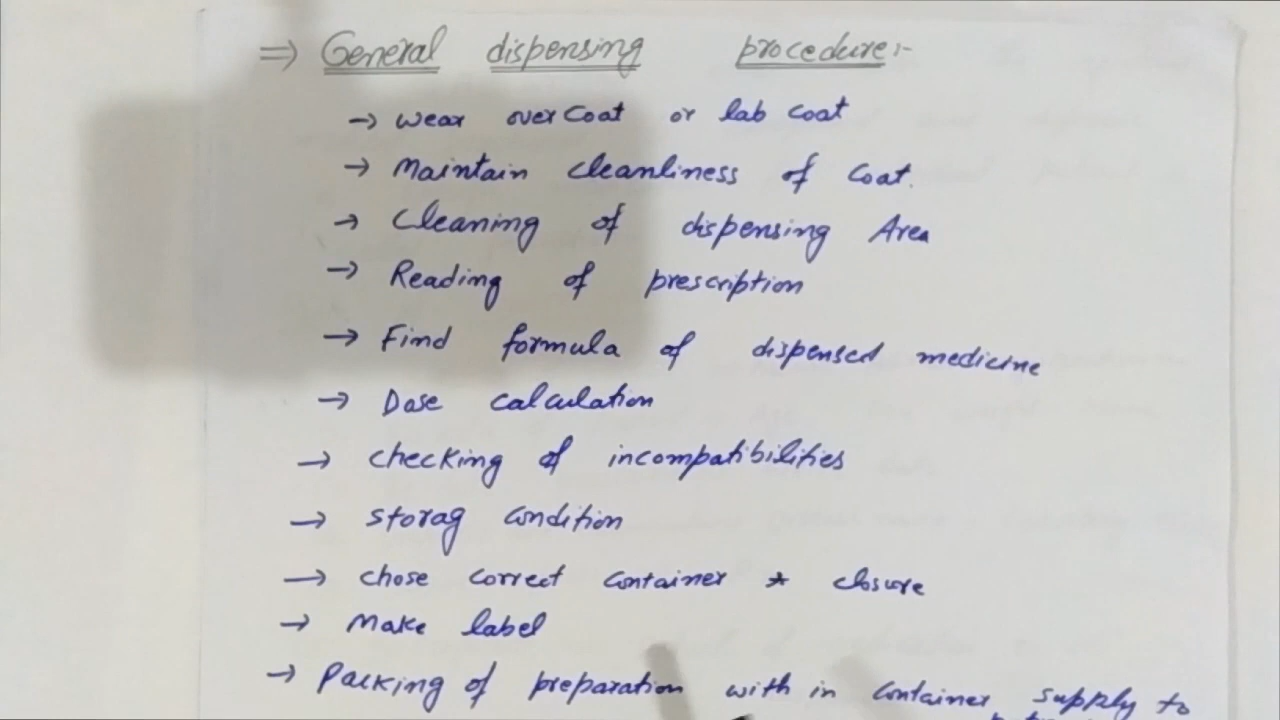 ⇒ General dispensing procedure:-
→ wear overcoat or lab coat
→ Maintain cleanliness of coat.
→ Cleaning of dispensing Area
→ Reading of prescription
→ Find formula of dispensed medicine
→ Dose calculation
→ checking of incompatibilities
→ storag condition
→ chose correct container * closure
→ Make label
→ Packing of preparation with in container supply to